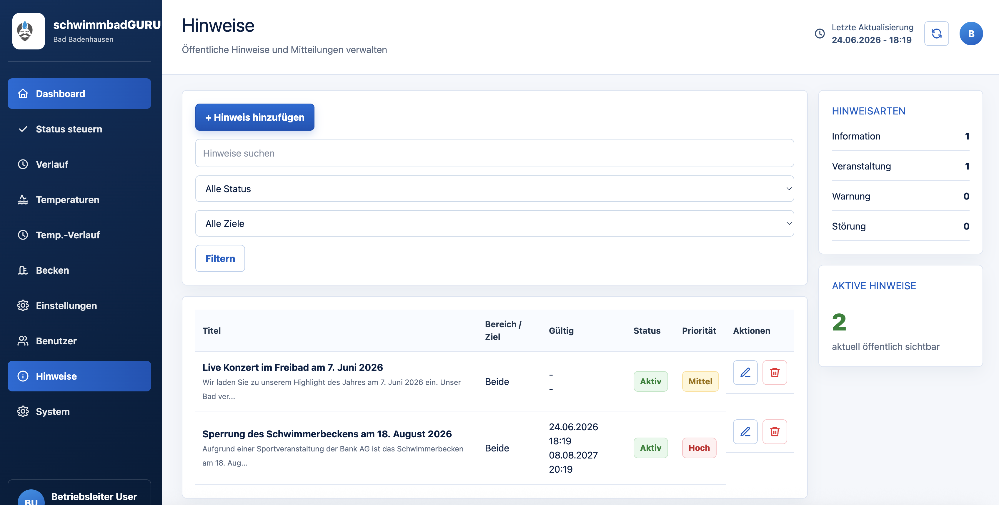 schwimmbadGURU
Bad Badenhausen
Dashboard
Status steuern
Verlauf
Temperaturen
Temp.-Verlauf
Becken
Einstellungen
Benutzer
Hinweise
System
BU
Betriebsleiter User
Hinweise
Öffentliche Hinweise und Mitteilungen verwalten
Letzte Aktualisierung
24.06.2026 - 18:19
B
+ Hinweis hinzufügen
Hinweise suchen
Alle Status
Alle Ziele
Filtern
Titel
Bereich /
Ziel
Gültig
Status
Priorität
Aktionen
Live Konzert im Freibad am 7. Juni 2026
Wir laden Sie zu unserem Highlight des Jahres am 7. Juni 2026 ein. Unser
Bad ver...
Beide
-
-
Aktiv
Mittel
Sperrung des Schwimmerbeckens am 18. August 2026
Aufgrund einer Sportveranstaltung der Bank AG ist das Schwimmerbecken
am 18. Aug...
Beide
24.06.2026
18:19
08.08.2027
20:19
Aktiv
Hoch
HINWEISARTEN
Information 1
Veranstaltung 1
Warnung 0
Störung 0
AKTIVE HINWEISE
2
aktuell öffentlich sichtbar